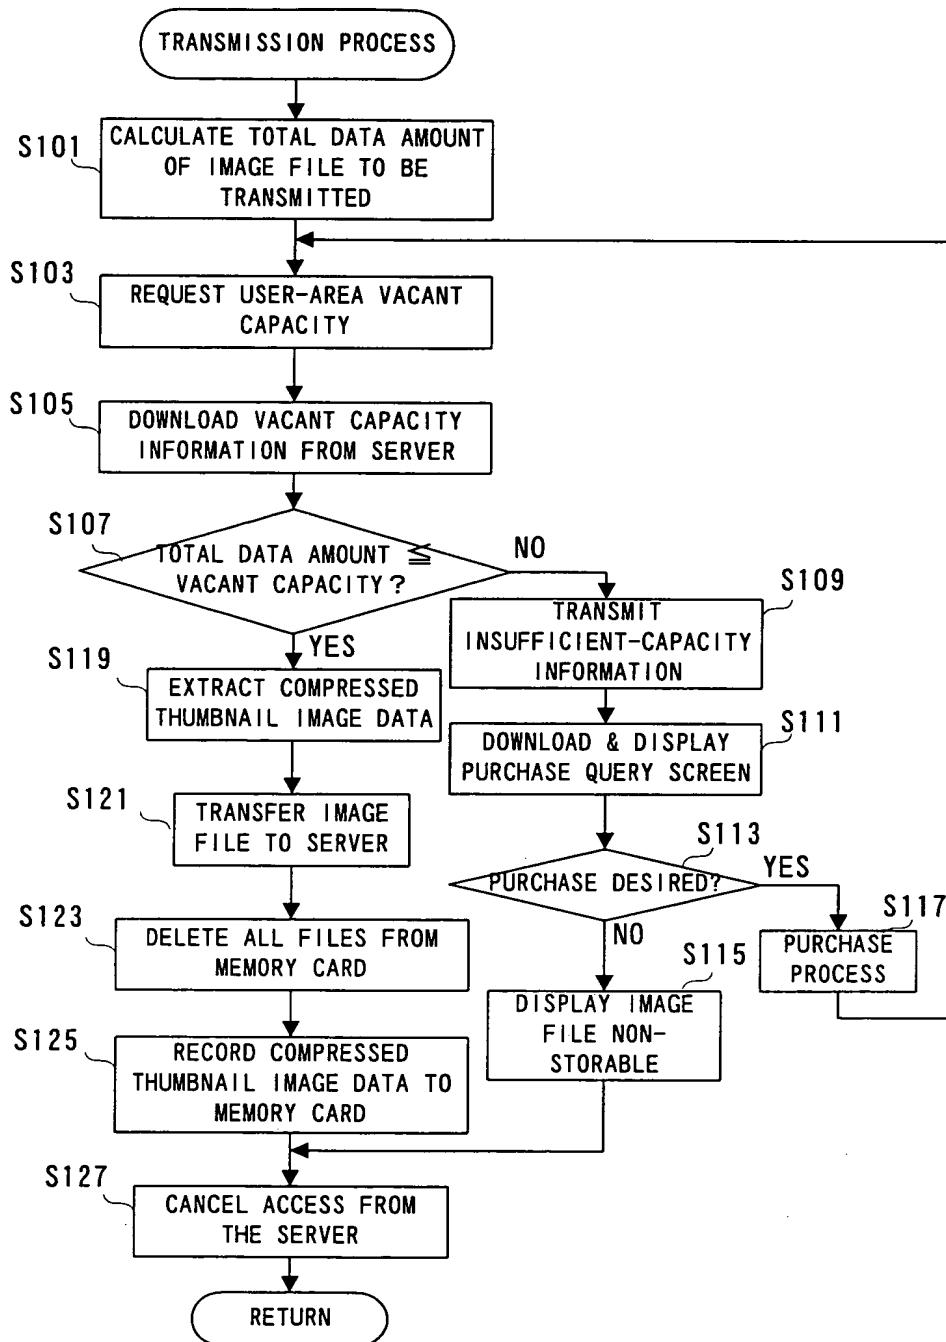 TRANSMISSION PROCESS
S101
CALCULATE TOTAL DATA AMOUNT
OF IMAGE FILE TO BE
TRANSMITTED
S103
REQUEST USER-AREA VACANT
CAPACITY
S105
DOWNLOAD VACANT CAPACITY
INFORMATION FROM SERVER
S107
TOTAL DATA AMOUNT ≦
VACANT CAPACITY?
NO
YES
S109
TRANSMIT
INSUFFICIENT-CAPACITY
INFORMATION
S119
EXTRACT COMPRESSED
THUMBNAIL IMAGE DATA
S111
DOWNLOAD & DISPLAY
PURCHASE QUERY SCREEN
S121
TRANSFER IMAGE
FILE TO SERVER
S113
PURCHASE DESIRED?
YES
NO
S117
PURCHASE
PROCESS
S123
DELETE ALL FILES FROM
MEMORY CARD
S115
DISPLAY IMAGE
FILE NON-
STORABLE
S125
RECORD COMPRESSED
THUMBNAIL IMAGE DATA TO
MEMORY CARD
S127
CANCEL ACCESS FROM
THE SERVER
RETURN